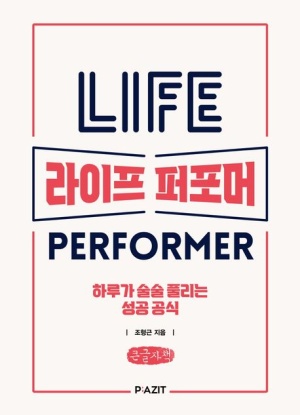 LIFE
라이프 퍼포머
PERFORMER
하루가 술술 풀리는
성공 공식
| 조형근 지음 |
큰글자책
P:AZIT